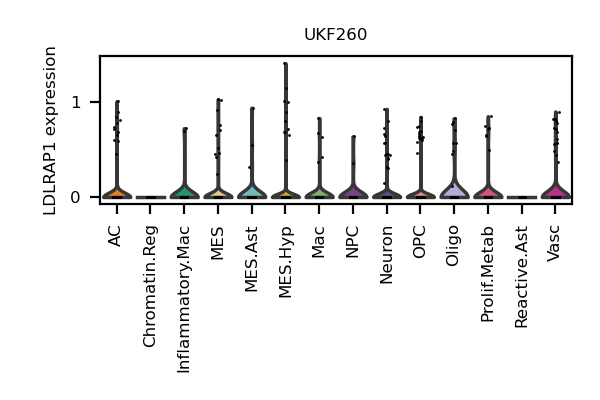 UKF260
LDLRAP1 expression
1
0
AC
Chromatin.Reg
Inflammatory.Mac
MES
MES.Ast
MES.Hyp
Mac
NPC
Neuron
OPC
Oligo
Prolif.Metab
Reactive.Ast
Vasc